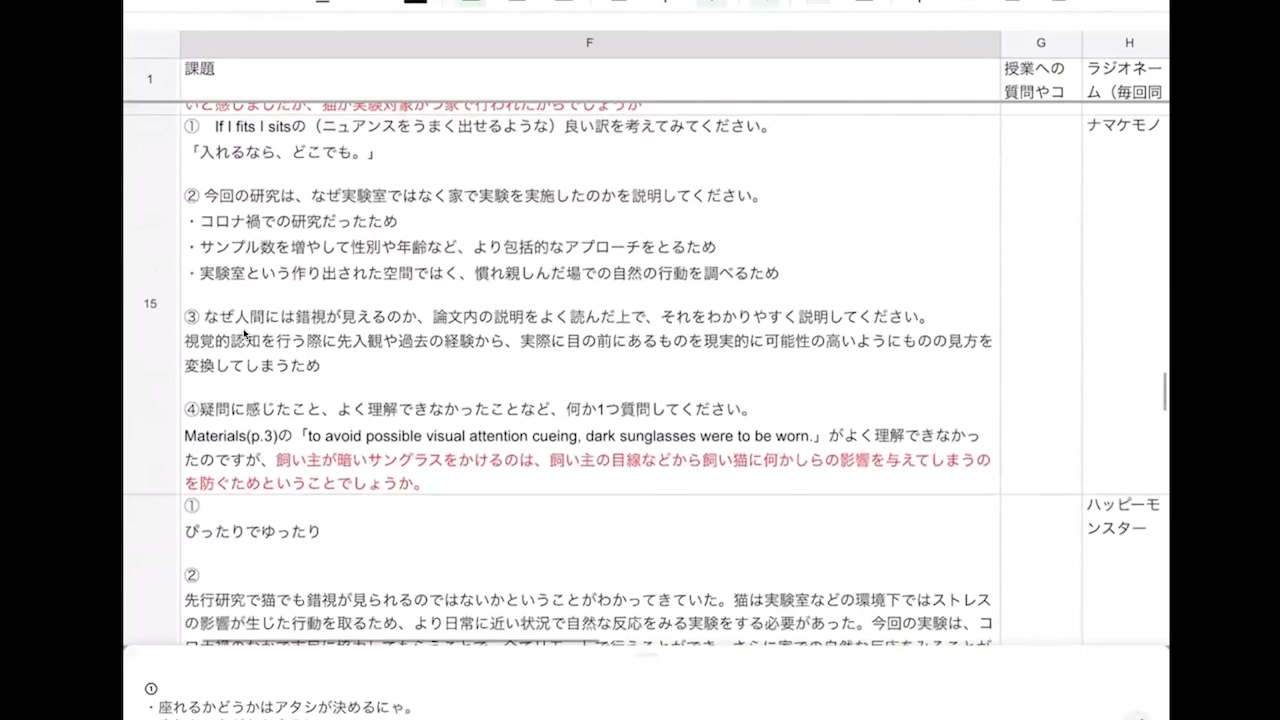 F
G
H
1
課題
授業への
質問やコ
ラジオネー
ム（毎回同
いと感じましたが、猫が実験対象かつ家で行われたからでしょうか
① If I fits I sitsの（ニュアンスをうまく出せるような）良い訳を考えてみてください。
ナマケモノ
「入れるなら、どこでも。」
② 今回の研究は、なぜ実験室ではなく家で実験を実施したのかを説明してください。
・コロナ禍での研究だったため
・サンプル数を増やして性別や年齢など、より包括的なアプローチをとるため
・実験室という作り出された空間ではく、慣れ親しんだ場での自然の行動を調べるため
15
③ なぜ人間には錯視が見えるのか、論文内の説明をよく読んだ上で、それをわかりやすく説明してください。
視覚的認知を行う際に先入観や過去の経験から、実際に目の前にあるものを現実的に可能性の高いようにものの見方を
変換してしまうため
④疑問に感じたこと、よく理解できなかったことなど、何か1つ質問してください。
Materials(p.3)の「to avoid possible visual attention cueing, dark sunglasses were to be worn.」がよく理解できなかっ
たのですが、飼い主が暗いサングラスをかけるのは、飼い主の目線などから飼い猫に何かしらの影響を与えてしまうの
を防ぐためということでしょうか。
①
ハッピーモ
ンスター
ぴったりでゆったり
②
先行研究で猫でも錯視が見られるのではないかということがわかってきていた。猫は実験室などの環境下ではストレス
の影響が生じた行動を取るため、より日常に近い状況で自然な反応をみる実験をする必要があった。今回の実験は、コ
①
・座れるかどうかはアタシが決めるにゃ。